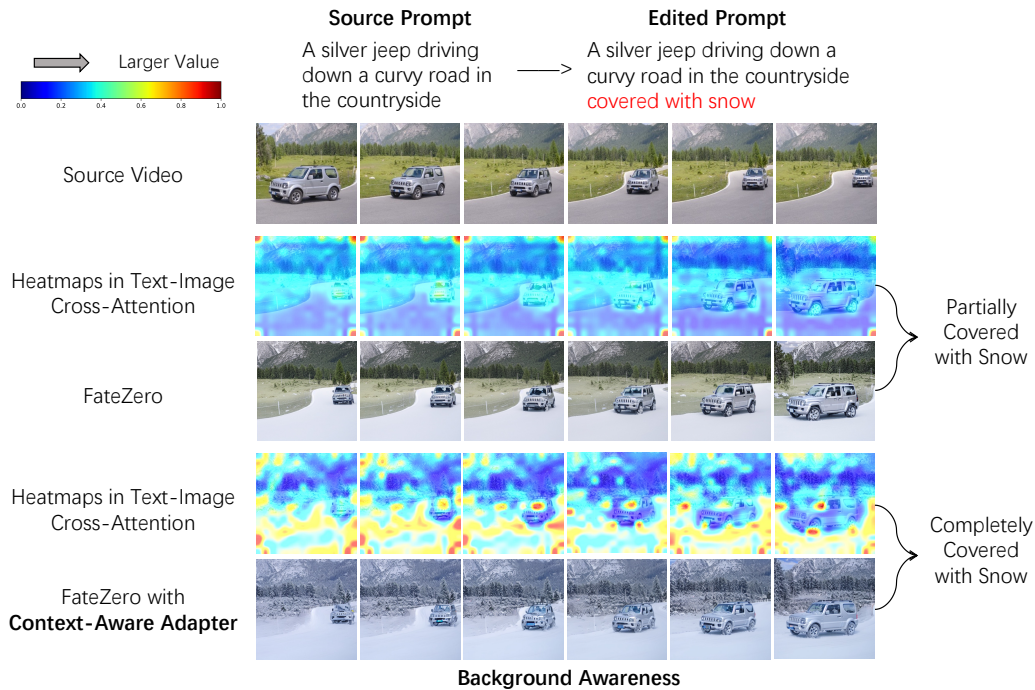 Source Prompt
Edited Prompt
Larger Value
0.0 0.2 0.4 0.6 0.8 1.0
A silver jeep driving
down a curvy road in
the countryside
A silver jeep driving down a
curvy road in the countryside
covered with snow
Source Video
Heatmaps in Text-Image
Cross-Attention
FateZero
Partially
Covered
with Snow
Heatmaps in Text-Image
Cross-Attention
FateZero with
Context-Aware Adapter
Completely
Covered
with Snow
Background Awareness